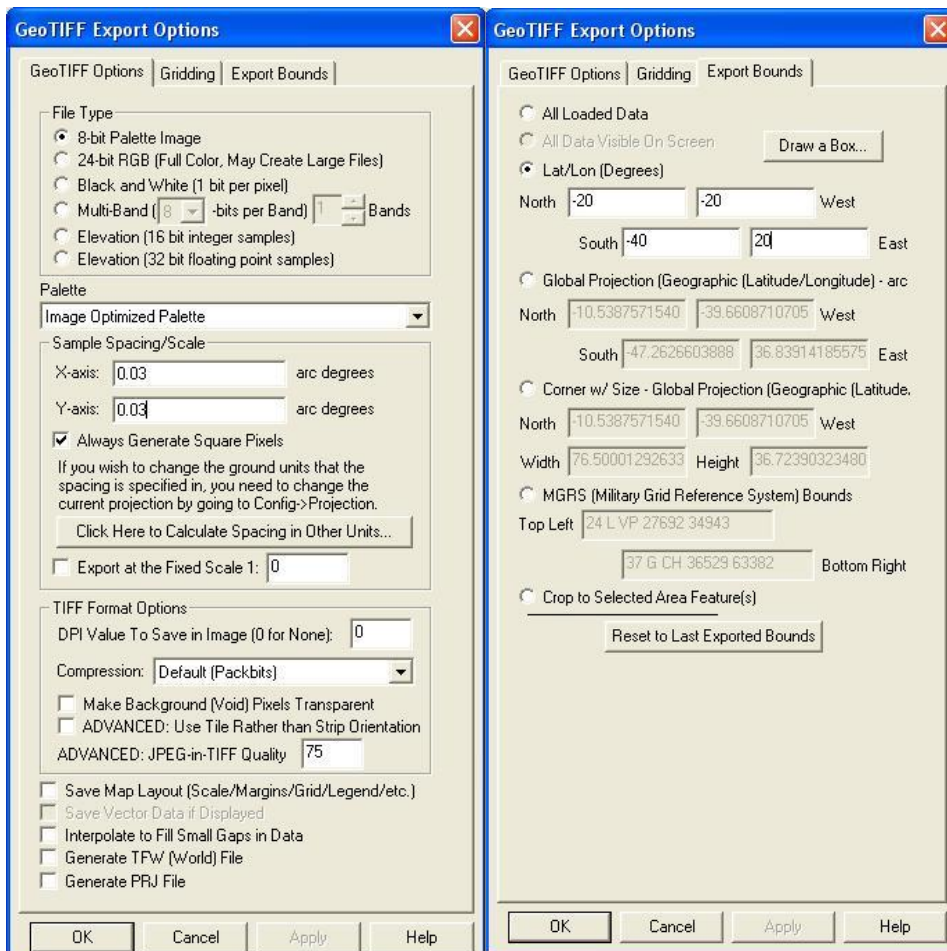 GeoTIFF Export Options
GeoTIFF Options Gridding Export Bounds
File Type
8-bit Palette Image
24-bit RGB (Full Color, May Create Large Files)
Black and White (1 bit per pixel)
Multi-Band ( 8 -bits per Band) 1 Bands
Elevation (16 bit integer samples)
Elevation (32 bit floating point samples)
Palette
Image Optimized Palette
Sample Spacing/Scale
X-axis: 0.03 arc degrees
Y-axis: 0.03 arc degrees
Always Generate Square Pixels
If you wish to change the ground units that the
spacing is specified in, you need to change the
current projection by going to Config->Projection.
Click Here to Calculate Spacing in Other Units...
Export at the Fixed Scale 1: 0
TIFF Format Options
DPI Value To Save in Image (0 for None): 0
Compression: Default (Packbits)
Make Background (Void) Pixels Transparent
ADVANCED: Use Tile Rather than Strip Orientation
ADVANCED: JPEG-in-TIFF Quality 75
Save Map Layout (Scale/Margins/Grid/Legend/etc.)
Save Vector Data if Displayed
Interpolate to Fill Small Gaps in Data
Generate TFW (World) File
Generate PRJ File
OK Cancel Apply Help
GeoTIFF Export Options
GeoTIFF Options Gridding Export Bounds
All Loaded Data
All Data Visible On Screen Draw a Box...
Lat/Lon (Degrees)
North -20 -20 West
South -40 20 East
Global Projection (Geographic (Latitude/Longitude) - arc
North -10.5387571540 -39.6608710705 West
South -47.2626603888 36.83914185575 East
Corner w/ Size - Global Projection (Geographic (Latitude.
North -10.5387571540 -39.6608710705 West
Width 76.50001292633 Height 36.72390323480
MGRS (Military Grid Reference System) Bounds
Top Left 24 L VP 27692 34943
37 G CH 36529 63382 Bottom Right
Crop to Selected Area Feature(s)
Reset to Last Exported Bounds
OK Cancel Apply Help